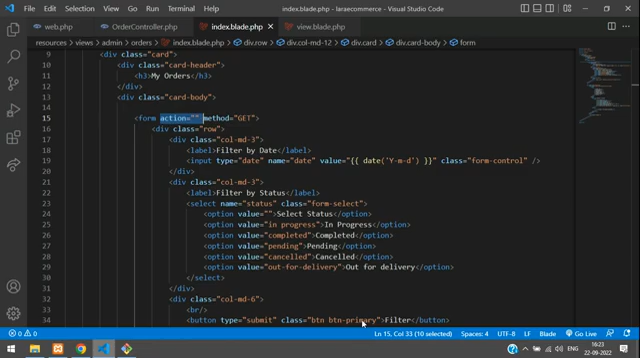 File Edit Selection View Go Run Terminal Help index.blade.php - laraecommerce - Visual Studio Code
web.php OrderController.php index.blade.php view.blade.php
resources > views > admin > orders > index.blade.php > div.row > div.col-md-12 > div.card > div.card-body > form
9 <div class="card">
10 <div class="card-header">
11 <h3>My Orders</h3>
12 </div>
13 <div class="card-body">
14
15 <form action="" method="GET">
16 <div class="row">
17 <div class="col-md-3">
18 <label>Filter by Date</label>
19 <input type="date" name="date" value="{{ date('Y-m-d') }}" class="form-control" />
20 </div>
21 <div class="col-md-3">
22 <label>Filter by Status</label>
23 <select name="status" class="form-select">
24 <option value="">Select Status</option>
25 <option value="in progress">In Progress</option>
26 <option value="completed">Completed</option>
27 <option value="pending">Pending</option>
28 <option value="cancelled">Cancelled</option>
29 <option value="out-for-delivery">Out for delivery</option>
30 </select>
31 </div>
32 <div class="col-md-6">
33 <br/>
34 <button type="submit" class="btn btn-primary">Filter</button>
0 0 Ln 15, Col 33 (10 selected) Spaces: 4 UTF-8 LF Blade Go Live
ENG 16:23
22-09-2022